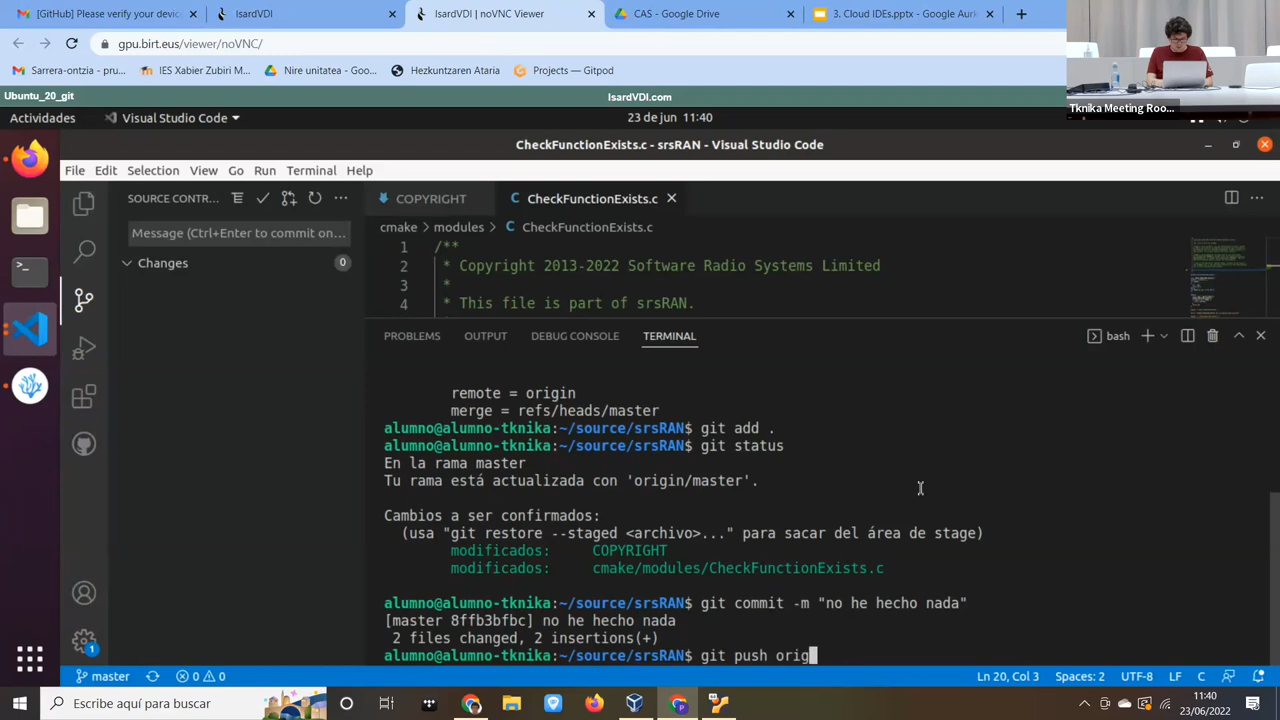 [GitHub] Please verify your devic
IsardVDI
IsardVDI | noVNC Viewer
CAS - Google Drive
3. Cloud IDEs.pptx - Google Aurk
gpu.birt.eus/viewer/noVNC/
Sarrera-ontzia - pru...
IES Xabier Zubiri M...
Nire unitatea - Goo...
Hezkuntzaren Ataria
Projects — Gitpod
Ubuntu_20_git
IsardVDI.com
Tknika Meeting Roo...
Actividades
Visual Studio Code
23 de jun 11:40
CheckFunctionExists.c - srsRAN - Visual Studio Code
File Edit Selection View Go Run Terminal Help
SOURCE CONTR...
COPYRIGHT
C CheckFunctionExists.c
Message (Ctrl+Enter to commit on...
cmake > modules > C CheckFunctionExists.c
Changes 0
1 /**
2 * Copyright 2013-2022 Software Radio Systems Limited
3 *
4 * This file is part of srsRAN.
PROBLEMS OUTPUT DEBUG CONSOLE TERMINAL
bash
remote = origin
merge = refs/heads/master
alumno@alumno-tknika:~/source/srsRAN$ git add .
alumno@alumno-tknika:~/source/srsRAN$ git status
En la rama master
Tu rama está actualizada con 'origin/master'.
Cambios a ser confirmados:
(usa "git restore --staged <archivo>..." para sacar del área de stage)
modificados: COPYRIGHT
modificados: cmake/modules/CheckFunctionExists.c
alumno@alumno-tknika:~/source/srsRAN$ git commit -m "no he hecho nada"
[master 8ffb3bfbc] no he hecho nada
2 files changed, 2 insertions(+)
alumno@alumno-tknika:~/source/srsRAN$ git push orig
1
master
0 0
Ln 20, Col 3
Spaces: 2
UTF-8
LF
C
Escribe aquí para buscar
11:40
23/06/2022